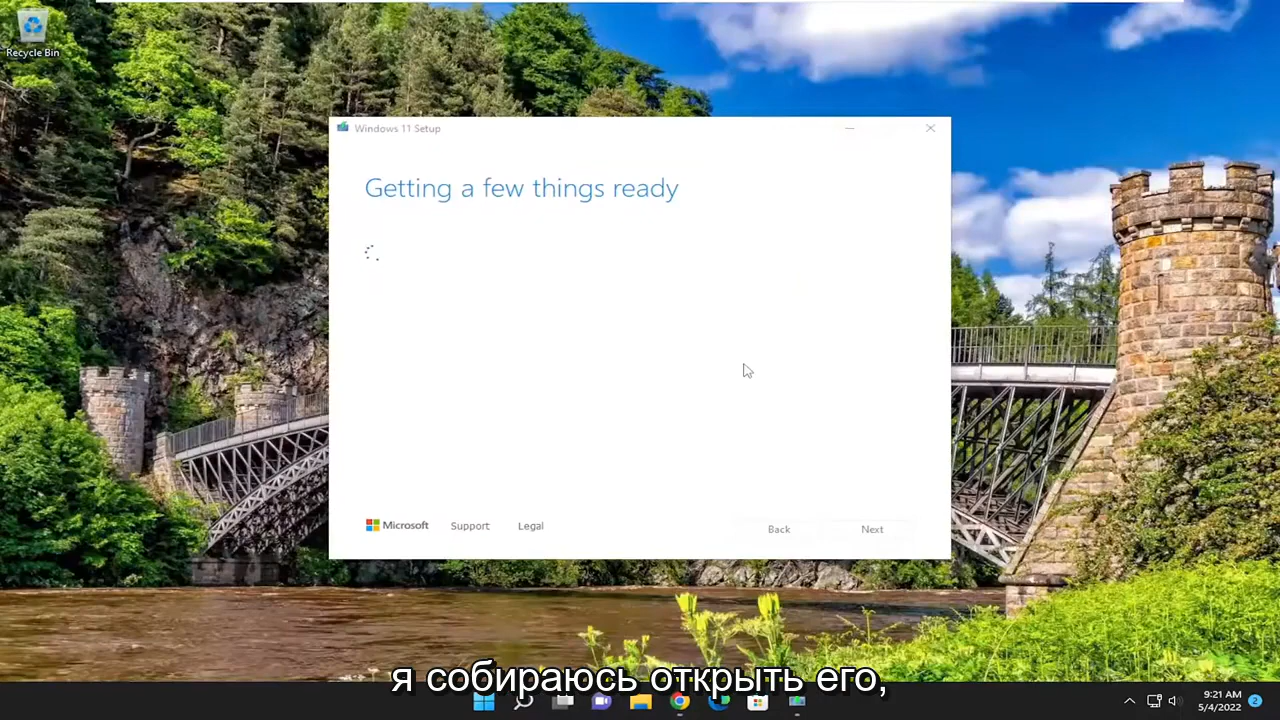 Recycle Bin
Windows 11 Setup
Getting a few things ready
Microsoft
Support
Legal
Back
Next
я собираюсь открыть его,
9:21 AM
5/4/2022
2